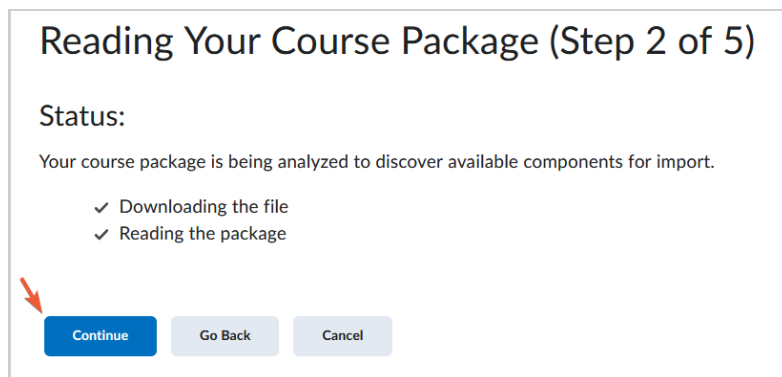 Reading Your Course Package (Step 2 of 5)
Status:
Your course package is being analyzed to discover available components for import.
Downloading the file
Reading the package
Continue Go Back Cancel